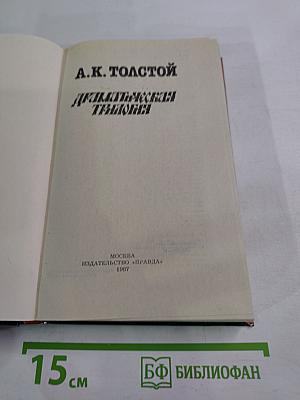 А.К. ТОЛСТОЙ
ДРАМАТИЧЕСКАЯ
ТРИЛОГИЯ
МОСКВА
ИЗДАТЕЛЬСТВО «ПРАВДА»
1987
15 см
БФ БИБЛИОФАН